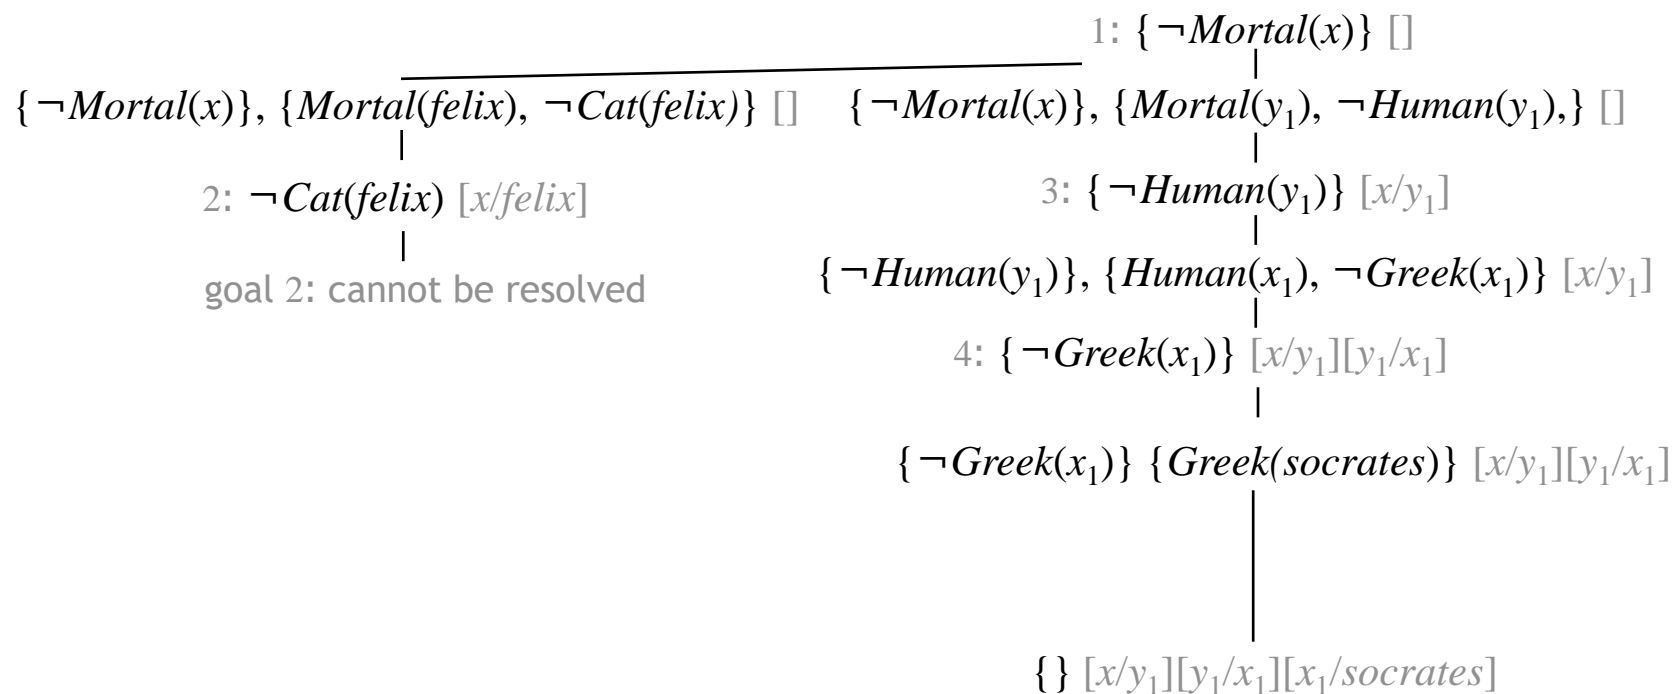 1: {¬Mortal(x)} []
{¬Mortal(x)}, {Mortal(felix), ¬Cat(felix)} []
{¬Mortal(x)}, {Mortal(y₁), ¬Human(y₁),} []
2: ¬Cat(felix) [x/felix]
3: {¬Human(y₁)} [x/y₁]
goal 2: cannot be resolved
{¬Human(y₁)}, {Human(x₁), ¬Greek(x₁)} [x/y₁]
4: {¬Greek(x₁)} [x/y₁][y₁/x₁]
{¬Greek(x₁)} {Greek(socrates)} [x/y₁][y₁/x₁]
{} [x/y₁][y₁/x₁][x₁/socrates]